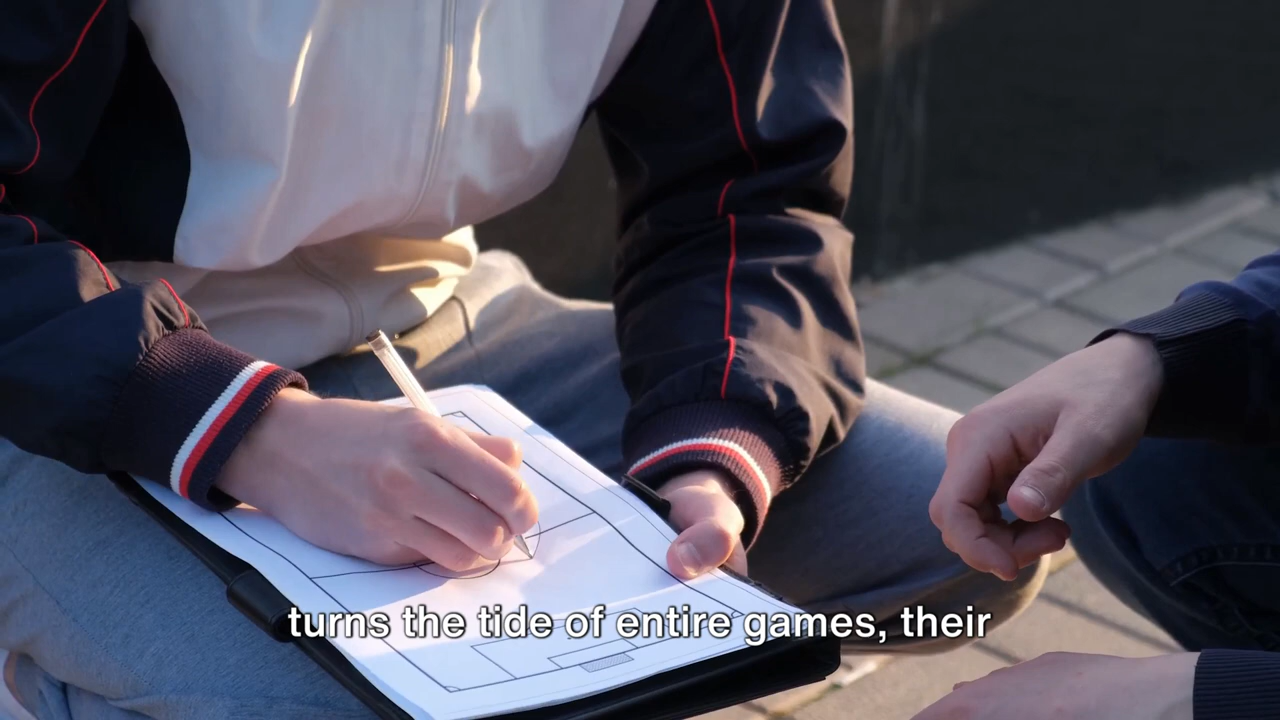 turns the tide of entire games, their